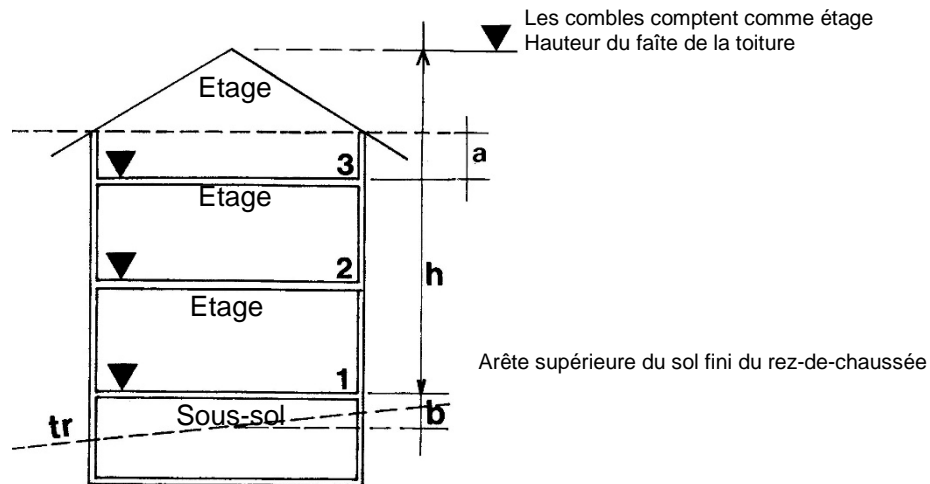 Les combles comptent comme étage
Hauteur du faîte de la toiture
Etage
a
3
Etage
2
h
Etage
Arête supérieure du sol fini du rez-de-chaussée
1
Sous-sol
b
tr